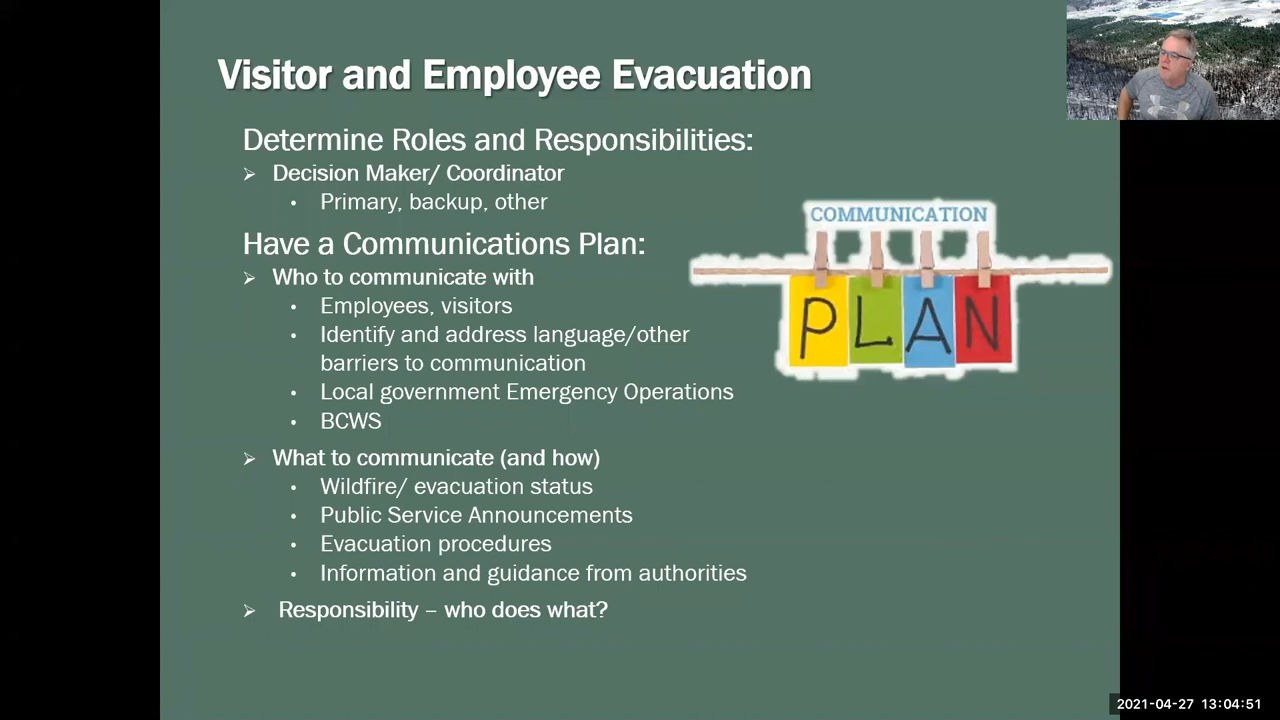 Visitor and Employee Evacuation
Determine Roles and Responsibilities:
Decision Maker/ Coordinator
Primary, backup, other
Have a Communications Plan:
Who to communicate with
Employees, visitors
Identify and address language/other
barriers to communication
Local government Emergency Operations
BCWS
What to communicate (and how)
Wildfire/ evacuation status
Public Service Announcements
Evacuation procedures
Information and guidance from authorities
Responsibility – who does what?
COMMUNICATION
PLAN
2021-04-27 13:04:51